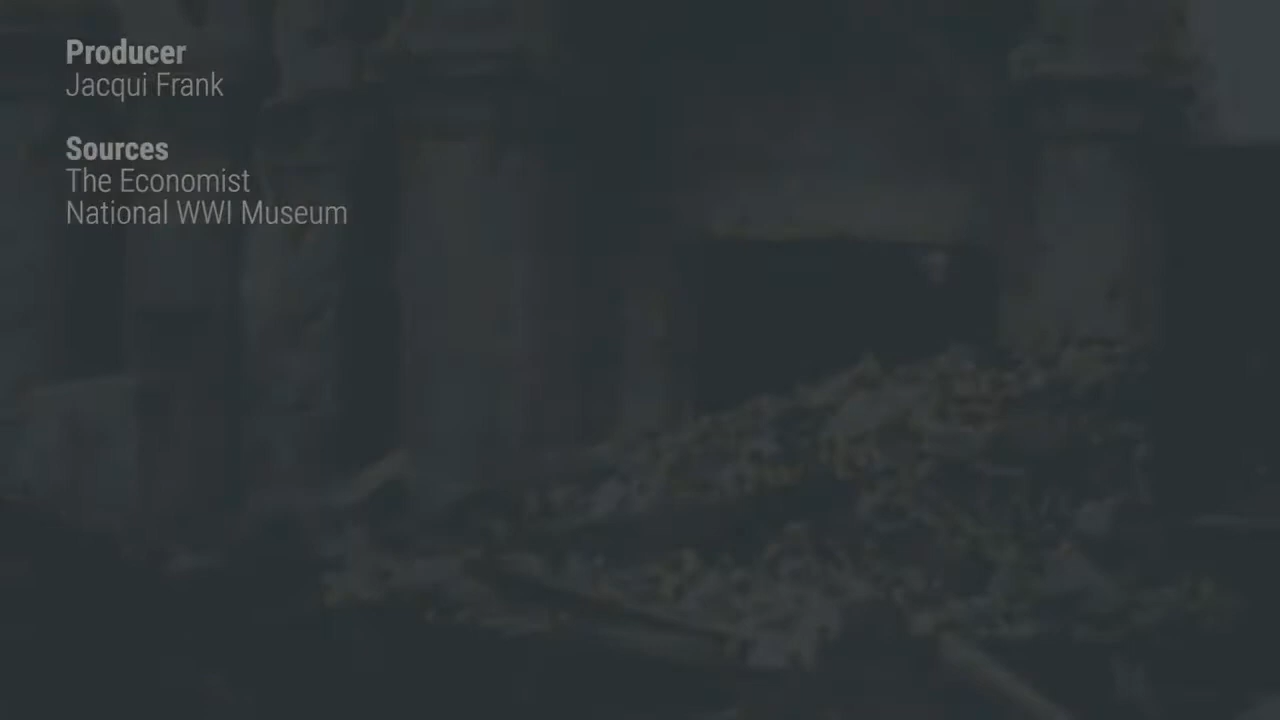 Producer
Jacqui Frank
Sources
The Economist
National WWI Museum